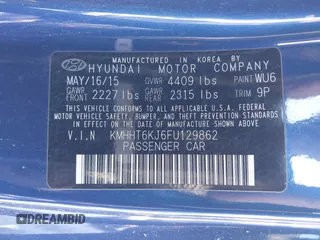 MANUFACTURED IN KOREA BY
HYUNDAI MOTOR COMPANY
MAY/16/15 GVWR 4409 lbs PAINT WU6
GAWR FRONT 2227 lbs GAWR REAR 2315 lbs TRIM 9P
THIS VEHICLE CONFORMS TO ALL APPLICABLE
FEDERAL MOTOR VEHICLE SAFETY, BUMPER,
AND THEFT PREVENTION STANDARDS IN EFFECT
ON THE DATE OF MANUFACTURE SHOWN ABOVE.
V.I.N KMHHT6KJ6FU129862
PASSENGER CAR
AUTOBIDMASTER